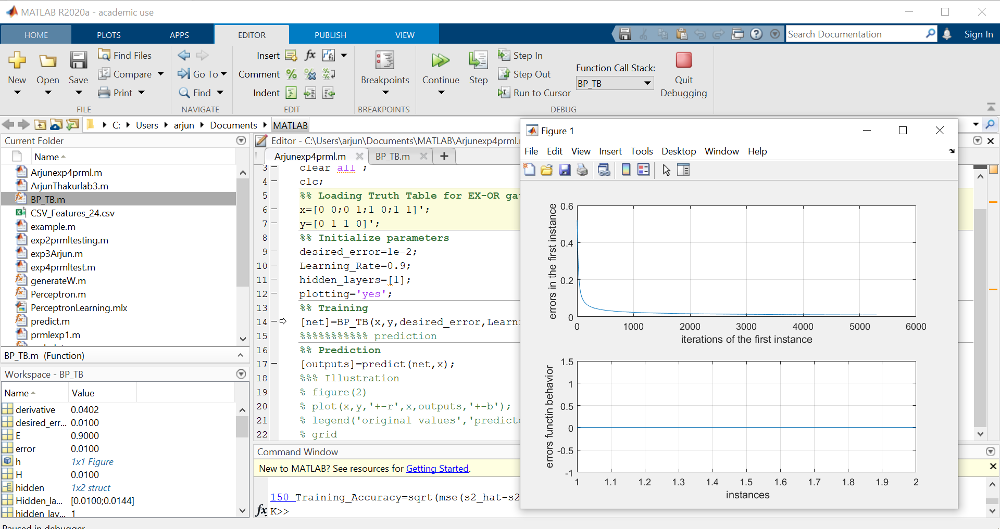 MATLAB R2020a - academic use
HOME PLOTS APPS EDITOR PUBLISH VIEW Search Documentation Sign In
New Open Save Find Files Compare Print
FILE
Go To Find
NAVIGATE
Insert fx
Comment
Indent
EDIT
Breakpoints
BREAKPOINTS
Continue Step Step In
Step Out
Run to Cursor
Function Call Stack:
BP_TB
Quit Debugging
DEBUG
C: Users arjun Documents MATLAB
Current Folder
Name
Arjunexp4prml.m
ArjunThakurlab3.m
BP_TB.m
CSV_Features_24.csv
example.m
exp2prmltesting.m
exp3Arjun.m
exp4prmltest.m
generateW.m
Perceptron.m
PerceptronLearning.mlx
predict.m
prmlexp1.m
BP_TB.m (Function)
Workspace - BP_TB
Name Value
derivative 0.0402
desired_err... 0.0100
E 0.9000
error 0.0100
h 1x1 Figure
H 0.0100
hidden 1x2 struct
Hidden_la... [0.0100;0.0144]
hidden_lay... 1
Paused in debugger
Editor - C:\Users\arjun\Documents\MATLAB\Arjunexp4prml.
Arjunexp4prml.m BP_TB.m
3 clear all ;
4 clc;
5 %% Loading Truth Table for EX-OR ga
6 x=[0 0;0 1;1 0;1 1]';
7 y=[0 1 1 0]';
8 %% Initialize parameters
9 desired_error=1e-2;
10 Learning_Rate=0.9;
11 hidden_layers=[1];
12 plotting='yes';
13 %% Training
14 [net]=BP_TB(x,y,desired_error,Learni
15 %%%%%%%%%%% prediction
16 %% Prediction
17 [outputs]=predict(net,x);
18 %%% Illustration
19 % figure(2)
20 % plot(x,y,'+-r',x,outputs,'+-b');
21 % legend('original values','predicte
22 % grid
Command Window
New to MATLAB? See resources for Getting Started.
150 Training_Accuracy=sqrt(mse(s2_hat-s2
fx K>>
Figure 1
File Edit View Insert Tools Desktop Window Help
errors in the first instance
0.6
0.4
0.2
0
0 1000 2000 3000 4000 5000 6000
iterations of the first instance
errors functin behavior
1.5
1
0.5
0
-0.5
-1
1 1.1 1.2 1.3 1.4 1.5 1.6 1.7 1.8 1.9 2
instances